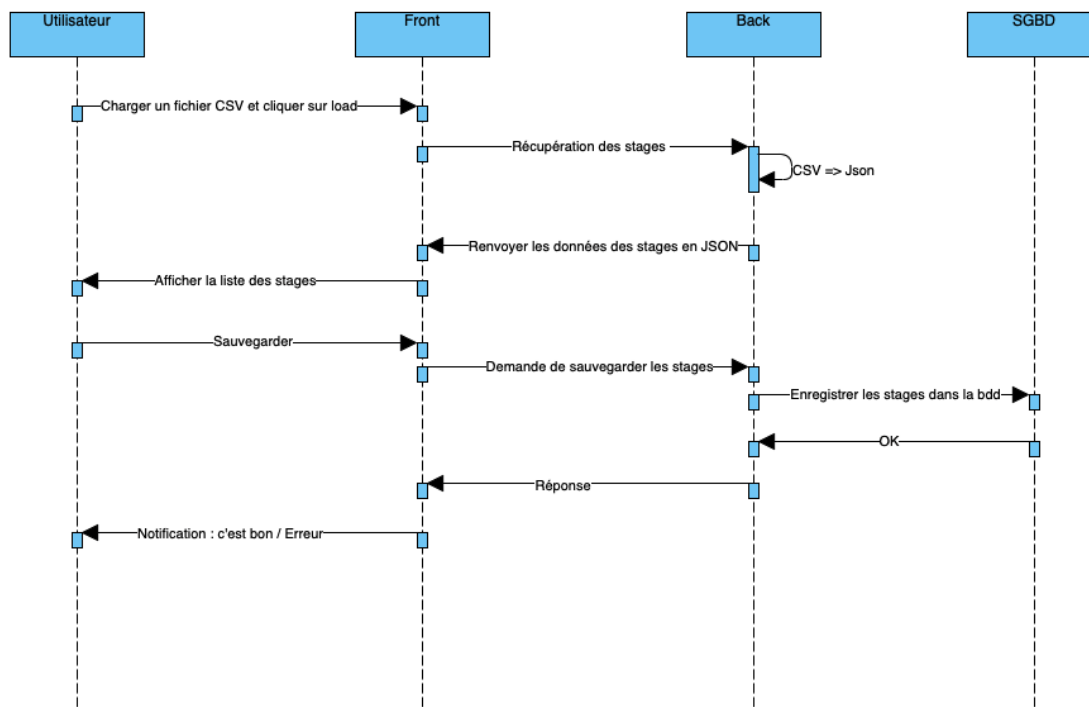 Utilisateur
Front
Back
SGBD
Charger un fichier CSV et cliquer sur load
Récupération des stages
CSV => Json
Renvoyer les données des stages en JSON
Afficher la liste des stages
Sauvegarder
Demande de sauvegarder les stages
Enregistrer les stages dans la bdd
OK
Réponse
Notification : c'est bon / Erreur